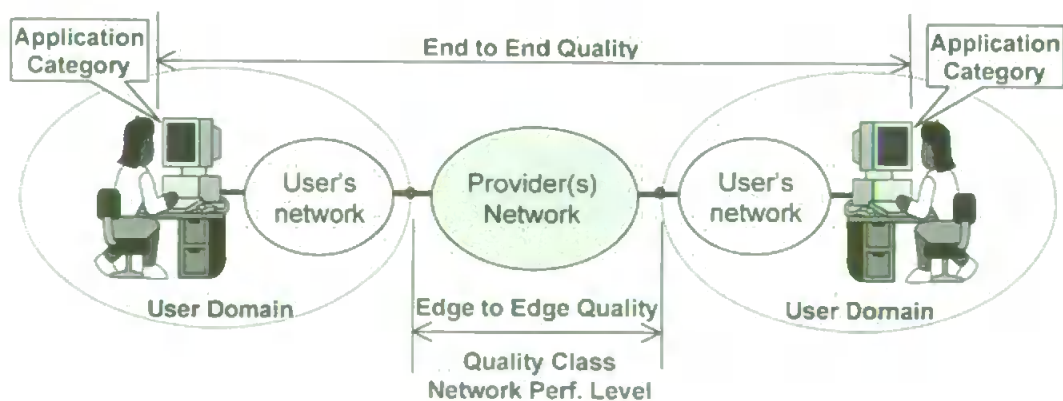 Application
Category
End to End Quality
Application
Category
User's
network
Provider(s)
Network
User's
network
User Domain
Edge to Edge Quality
User Domain
Quality Class
Network Perf. Level